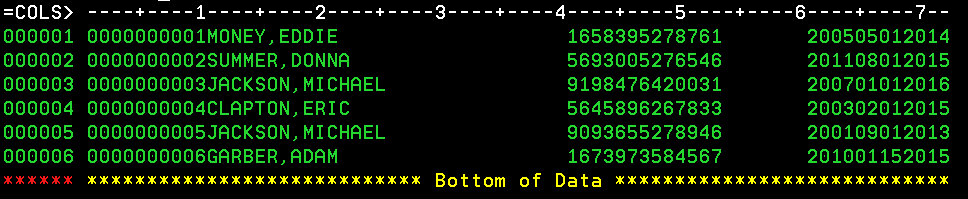 =COLS> ----+----1----+----2----+----3----+----4----+----5----+----6----+----7--
000001 0000000001MONEY,EDDIE                   1658395278761       200505012014
000002 0000000002SUMMER,DONNA                  5693005276546       201108012015
000003 0000000003JACKSON,MICHAEL               9198476420031       200701012016
000004 0000000004CLAPTON,ERIC                  5645896267833       200302012015
000005 0000000005JACKSON,MICHAEL               9093655278946       200109012013
000006 0000000006GARBER,ADAM                   1673973584567       201001152015
****** **************************** Bottom of Data ****************************